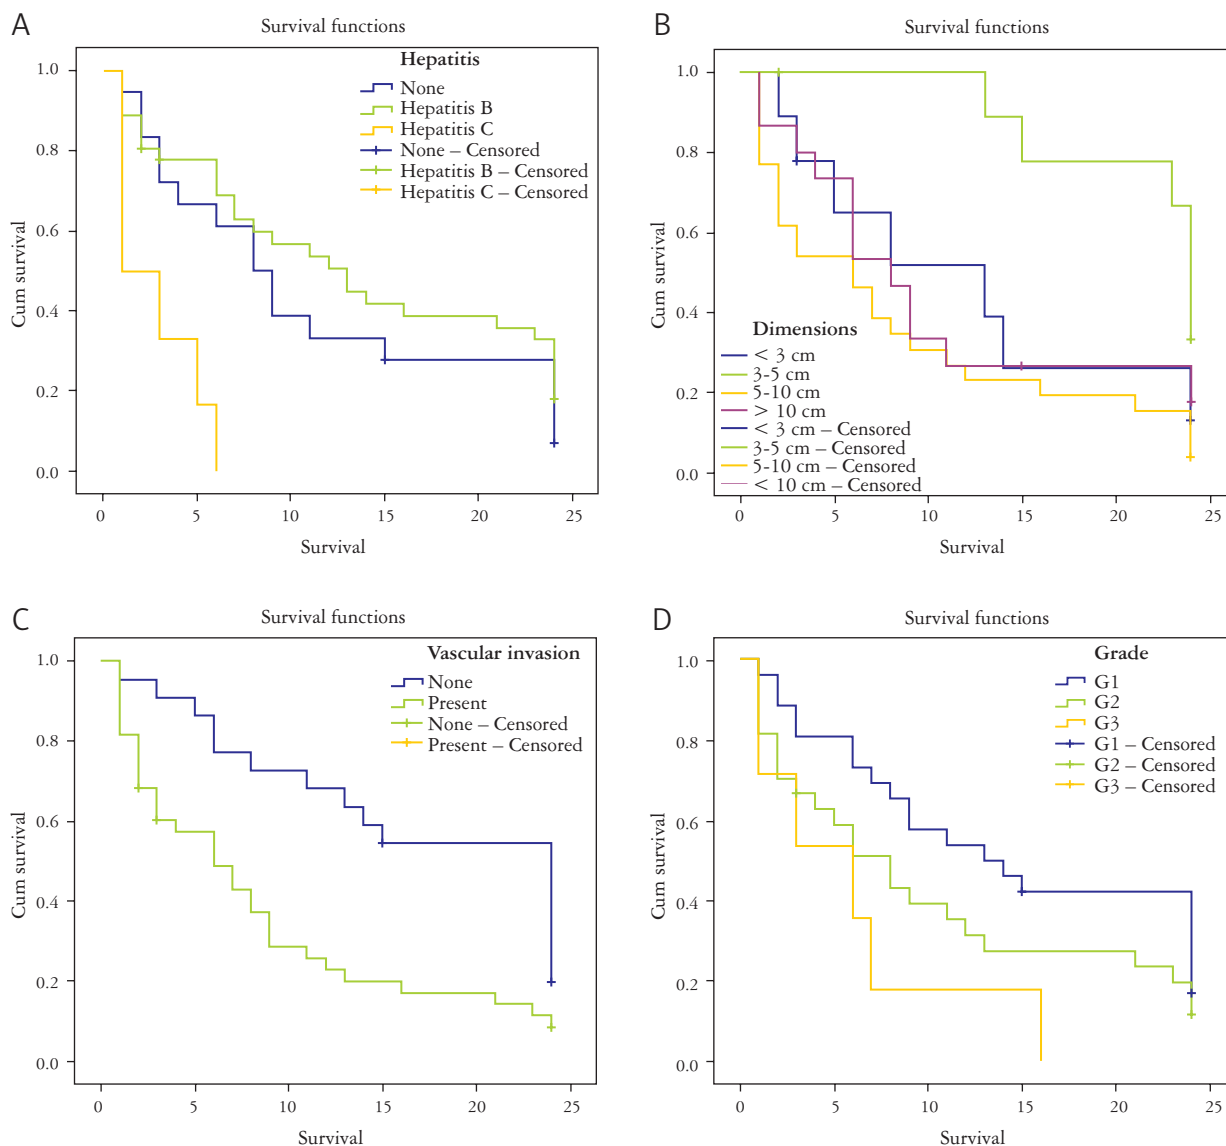 A
Survival functions
Hepatitis
None
Hepatitis B
Hepatitis C
None – Censored
Hepatitis B – Censored
Hepatitis C – Censored
Cum survival
1.0
0.8
0.6
0.4
0.2
0.0
0 5 10 15 20 25
Survival
B
Survival functions
Dimensions
< 3 cm
3-5 cm
5-10 cm
> 10 cm
< 3 cm – Censored
3-5 cm – Censored
5-10 cm – Censored
< 10 cm – Censored
Cum survival
1.0
0.8
0.6
0.4
0.2
0.0
0 5 10 15 20 25
Survival
C
Survival functions
Vascular invasion
None
Present
None – Censored
Present – Censored
Cum survival
1.0
0.8
0.6
0.4
0.2
0.0
0 5 10 15 20 25
Survival
D
Survival functions
Grade
G1
G2
G3
G1 – Censored
G2 – Censored
G3 – Censored
Cum survival
1.0
0.8
0.6
0.4
0.2
0.0
0 5 10 15 20 25
Survival